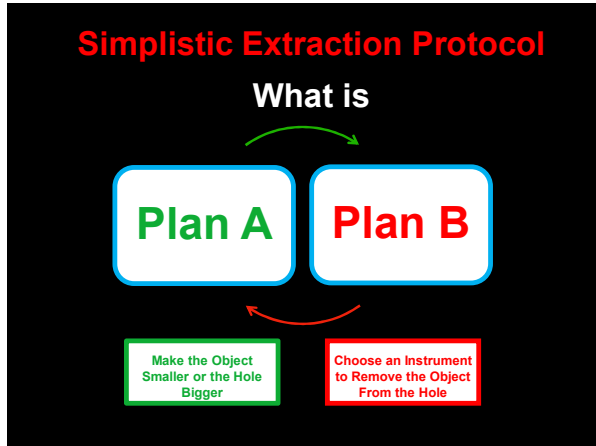 Simplistic Extraction Protocol
What is
Plan A
Plan B
Make the Object
Smaller or the Hole
Bigger
Choose an Instrument
to Remove the Object
From the Hole